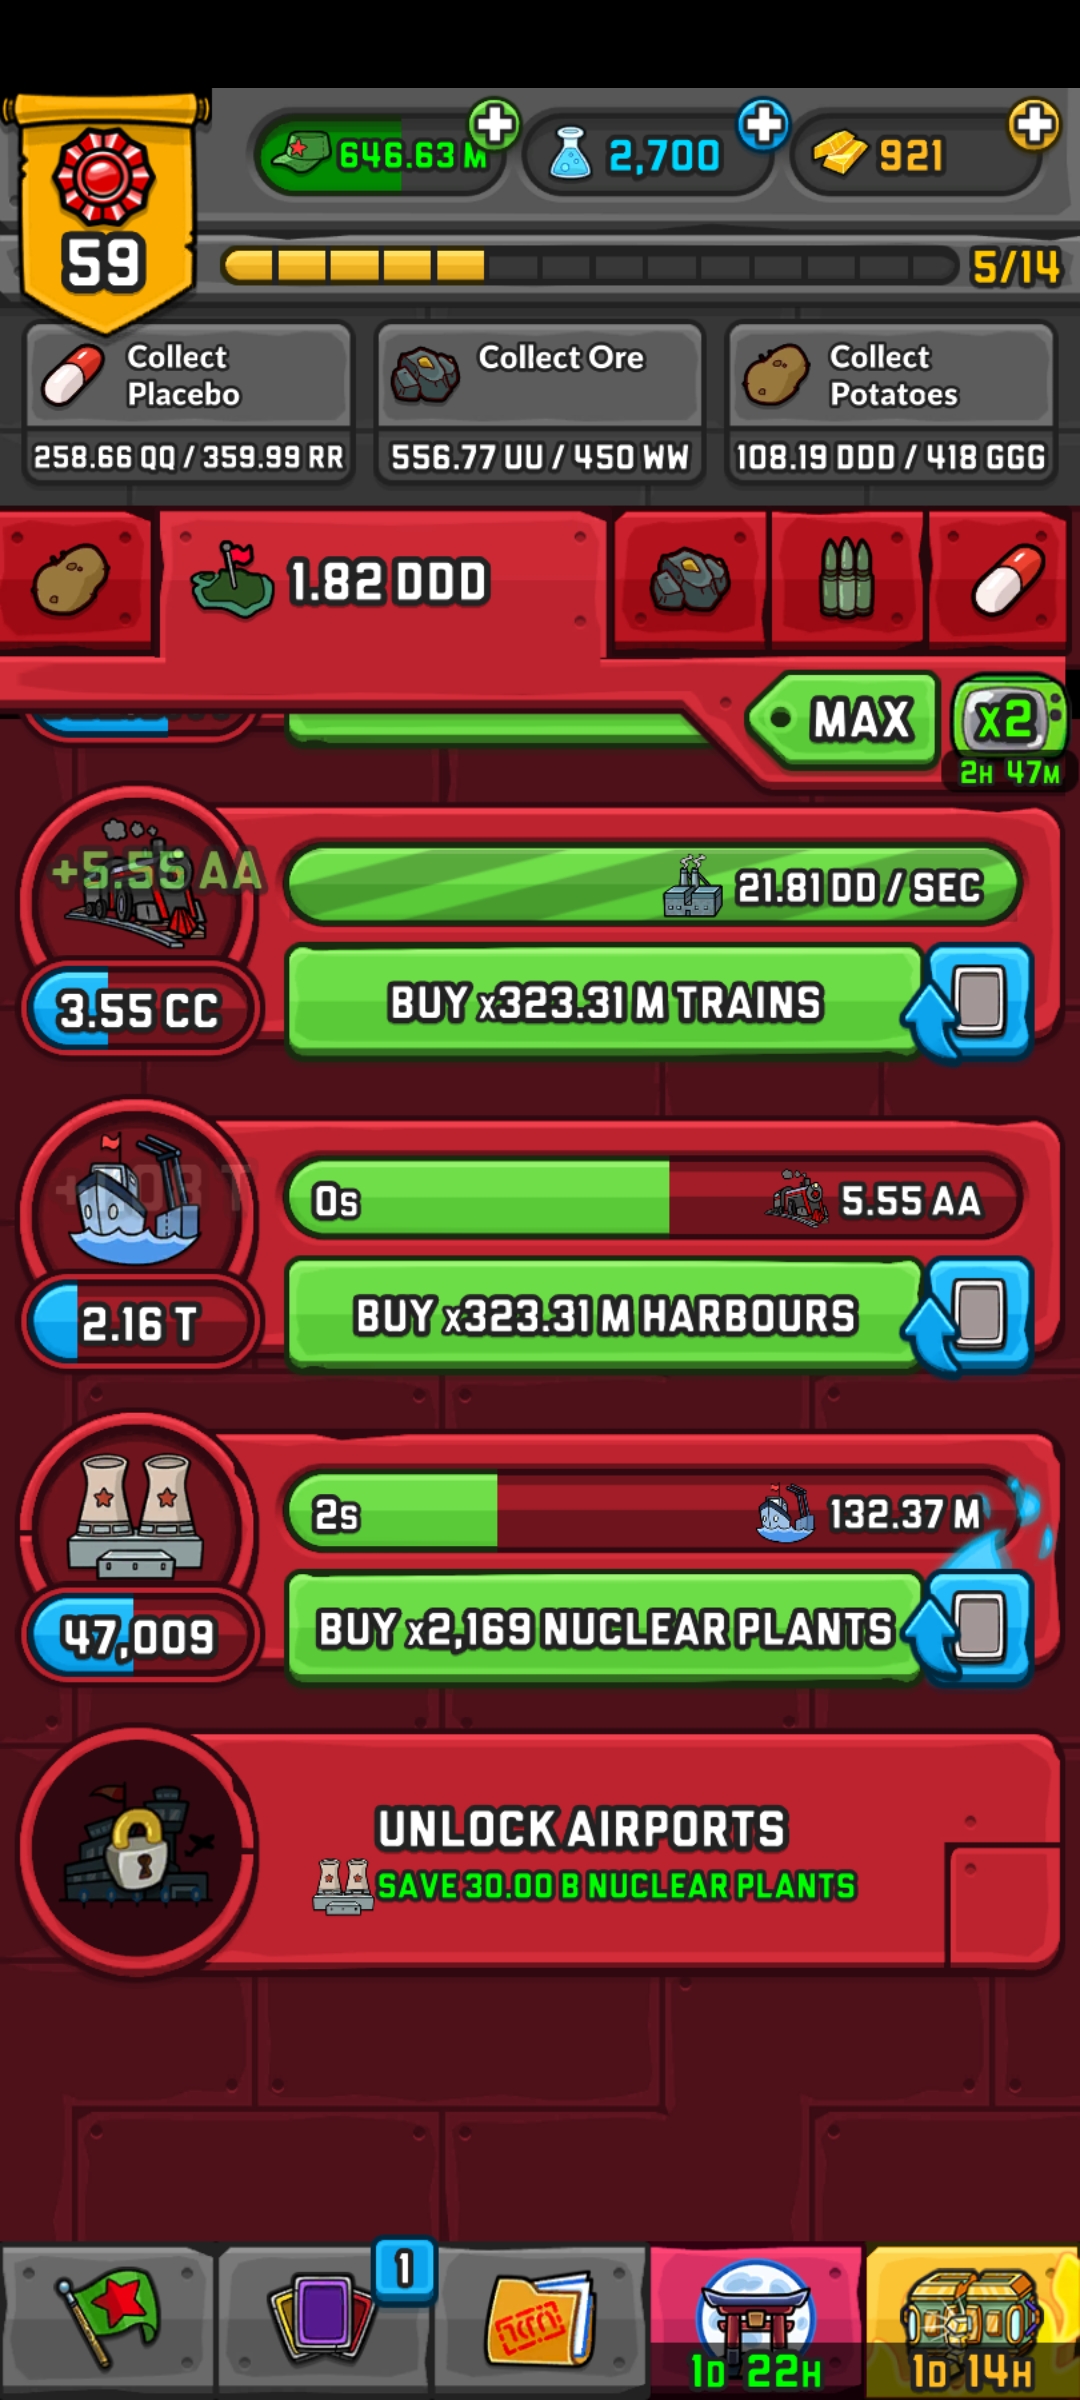 646.63 M
2,700
921
59
5/14
Collect
Placebo
258.66 QQ / 359.99 RR
Collect Ore
556.77 UU / 450 WW
Collect
Potatoes
108.19 DDD / 418 GGG
1.82 DDD
MAX
x2
2H 47M
+5.55 AA
21.81 DD / SEC
3.55 CC
BUY x323.31 M TRAINS
0s
5.55 AA
2.16 T
BUY x323.31 M HARBOURS
2s
132.37 M
47,009
BUY x2,169 NUCLEAR PLANTS
UNLOCK AIRPORTS
SAVE 30.00 B NUCLEAR PLANTS
1
1D 22H
1D 14H